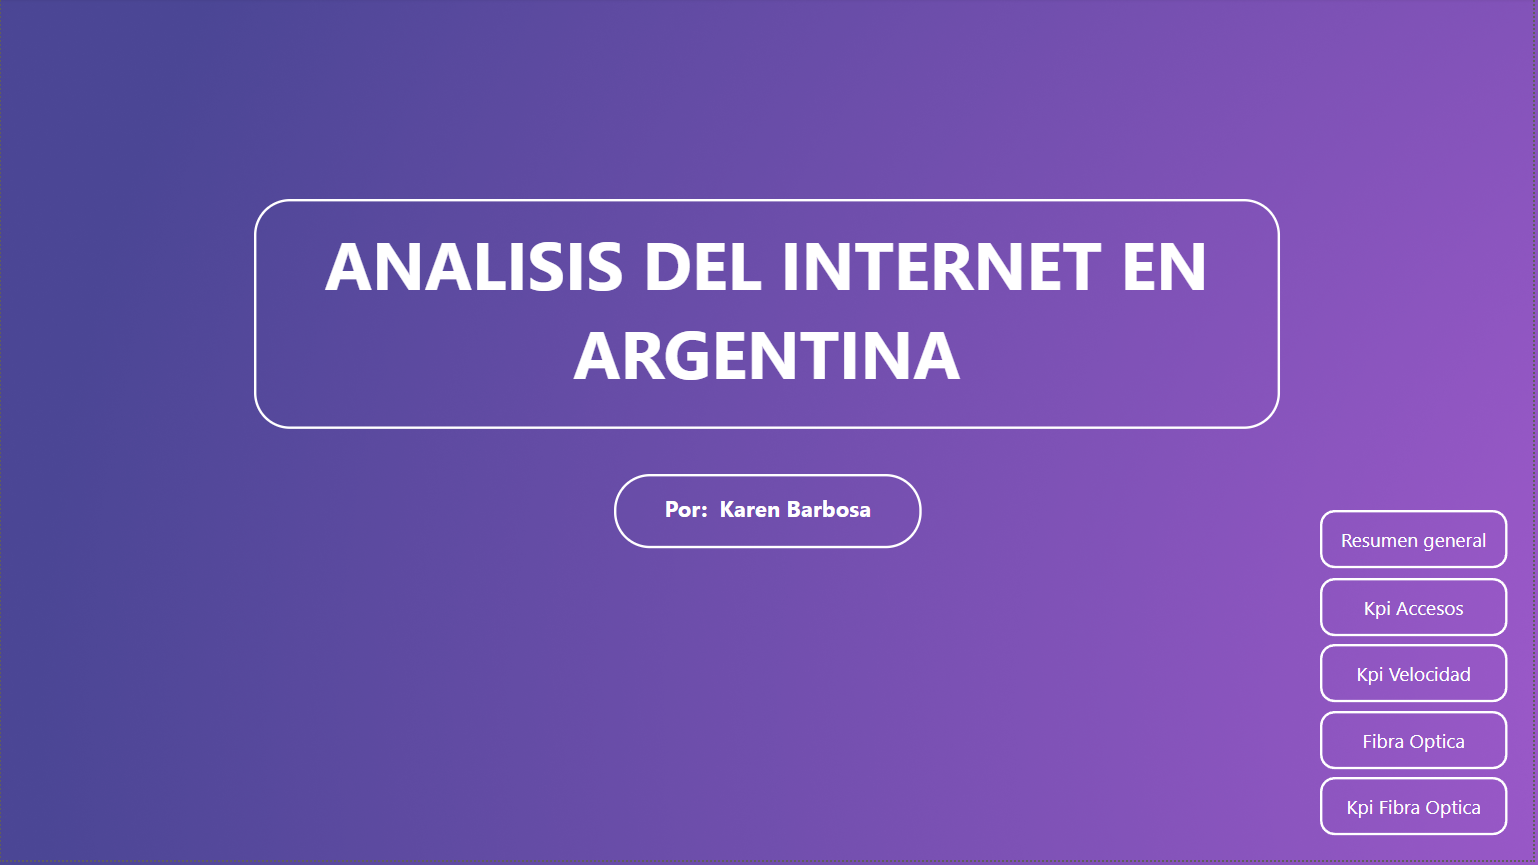 ANALISIS DEL INTERNET EN
ARGENTINA
Por:  Karen Barbosa
Resumen general
Kpi Accesos
Kpi Velocidad
Fibra Optica
Kpi Fibra Optica